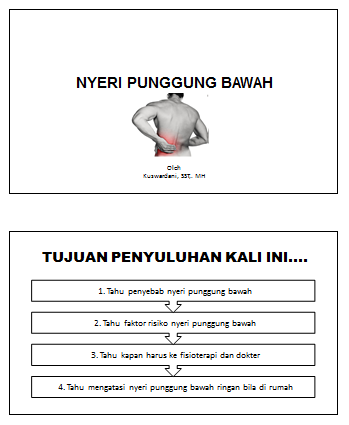 NYERI PUNGGUNG BAWAH
Oleh
Kuswardani, SST,. MH
TUJUAN PENYULUHAN KALI INI....
1. Tahu penyebab nyeri punggung bawah
2. Tahu faktor risiko nyeri punggung bawah
3. Tahu kapan harus ke fisioterapi dan dokter
4. Tahu mengatasi nyeri punggung bawah ringan bila di rumah